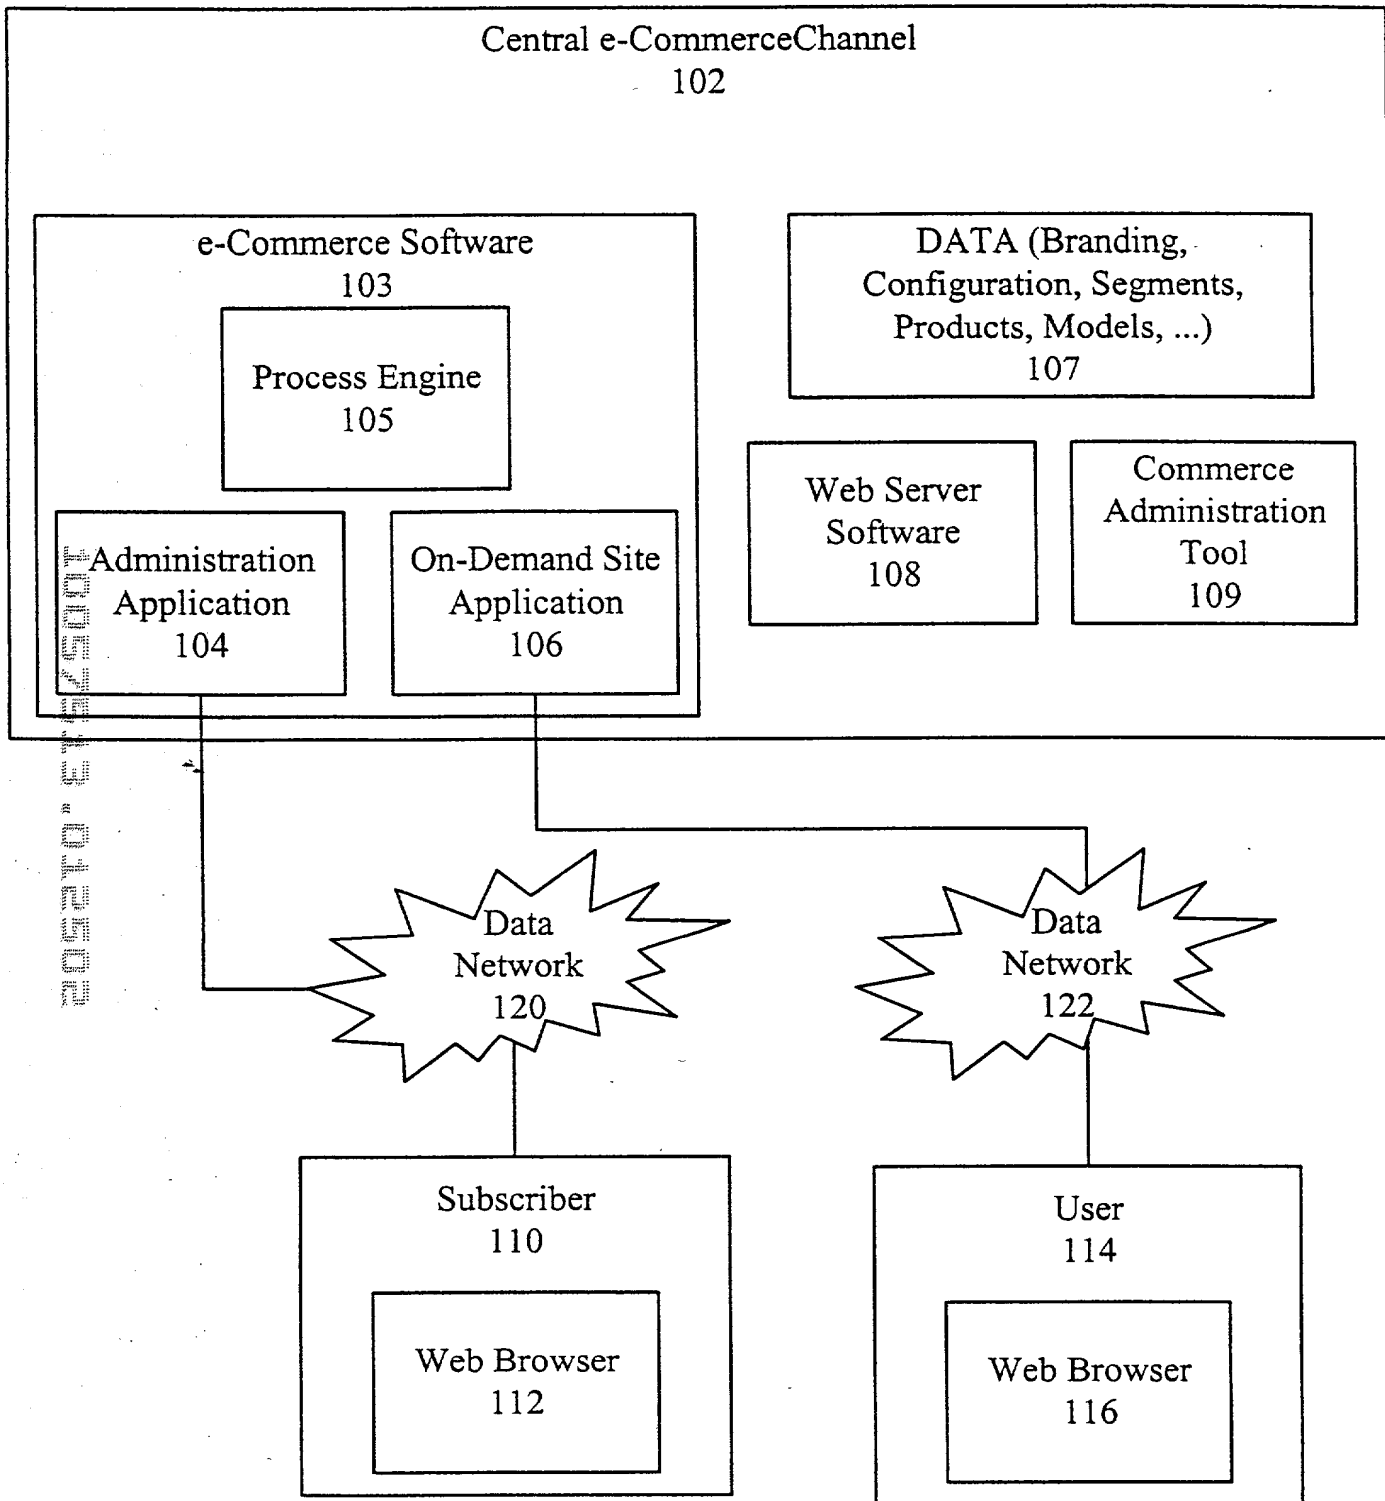 Central e-CommerceChannel
102
e-Commerce Software
103
Process Engine
105
Administration
Application
104
On-Demand Site
Application
106
DATA (Branding,
Configuration, Segments,
Products, Models, ...)
107
Web Server
Software
108
Commerce
Administration
Tool
109
Data
Network
120
Data
Network
122
Subscriber
110
Web Browser
112
User
114
Web Browser
116